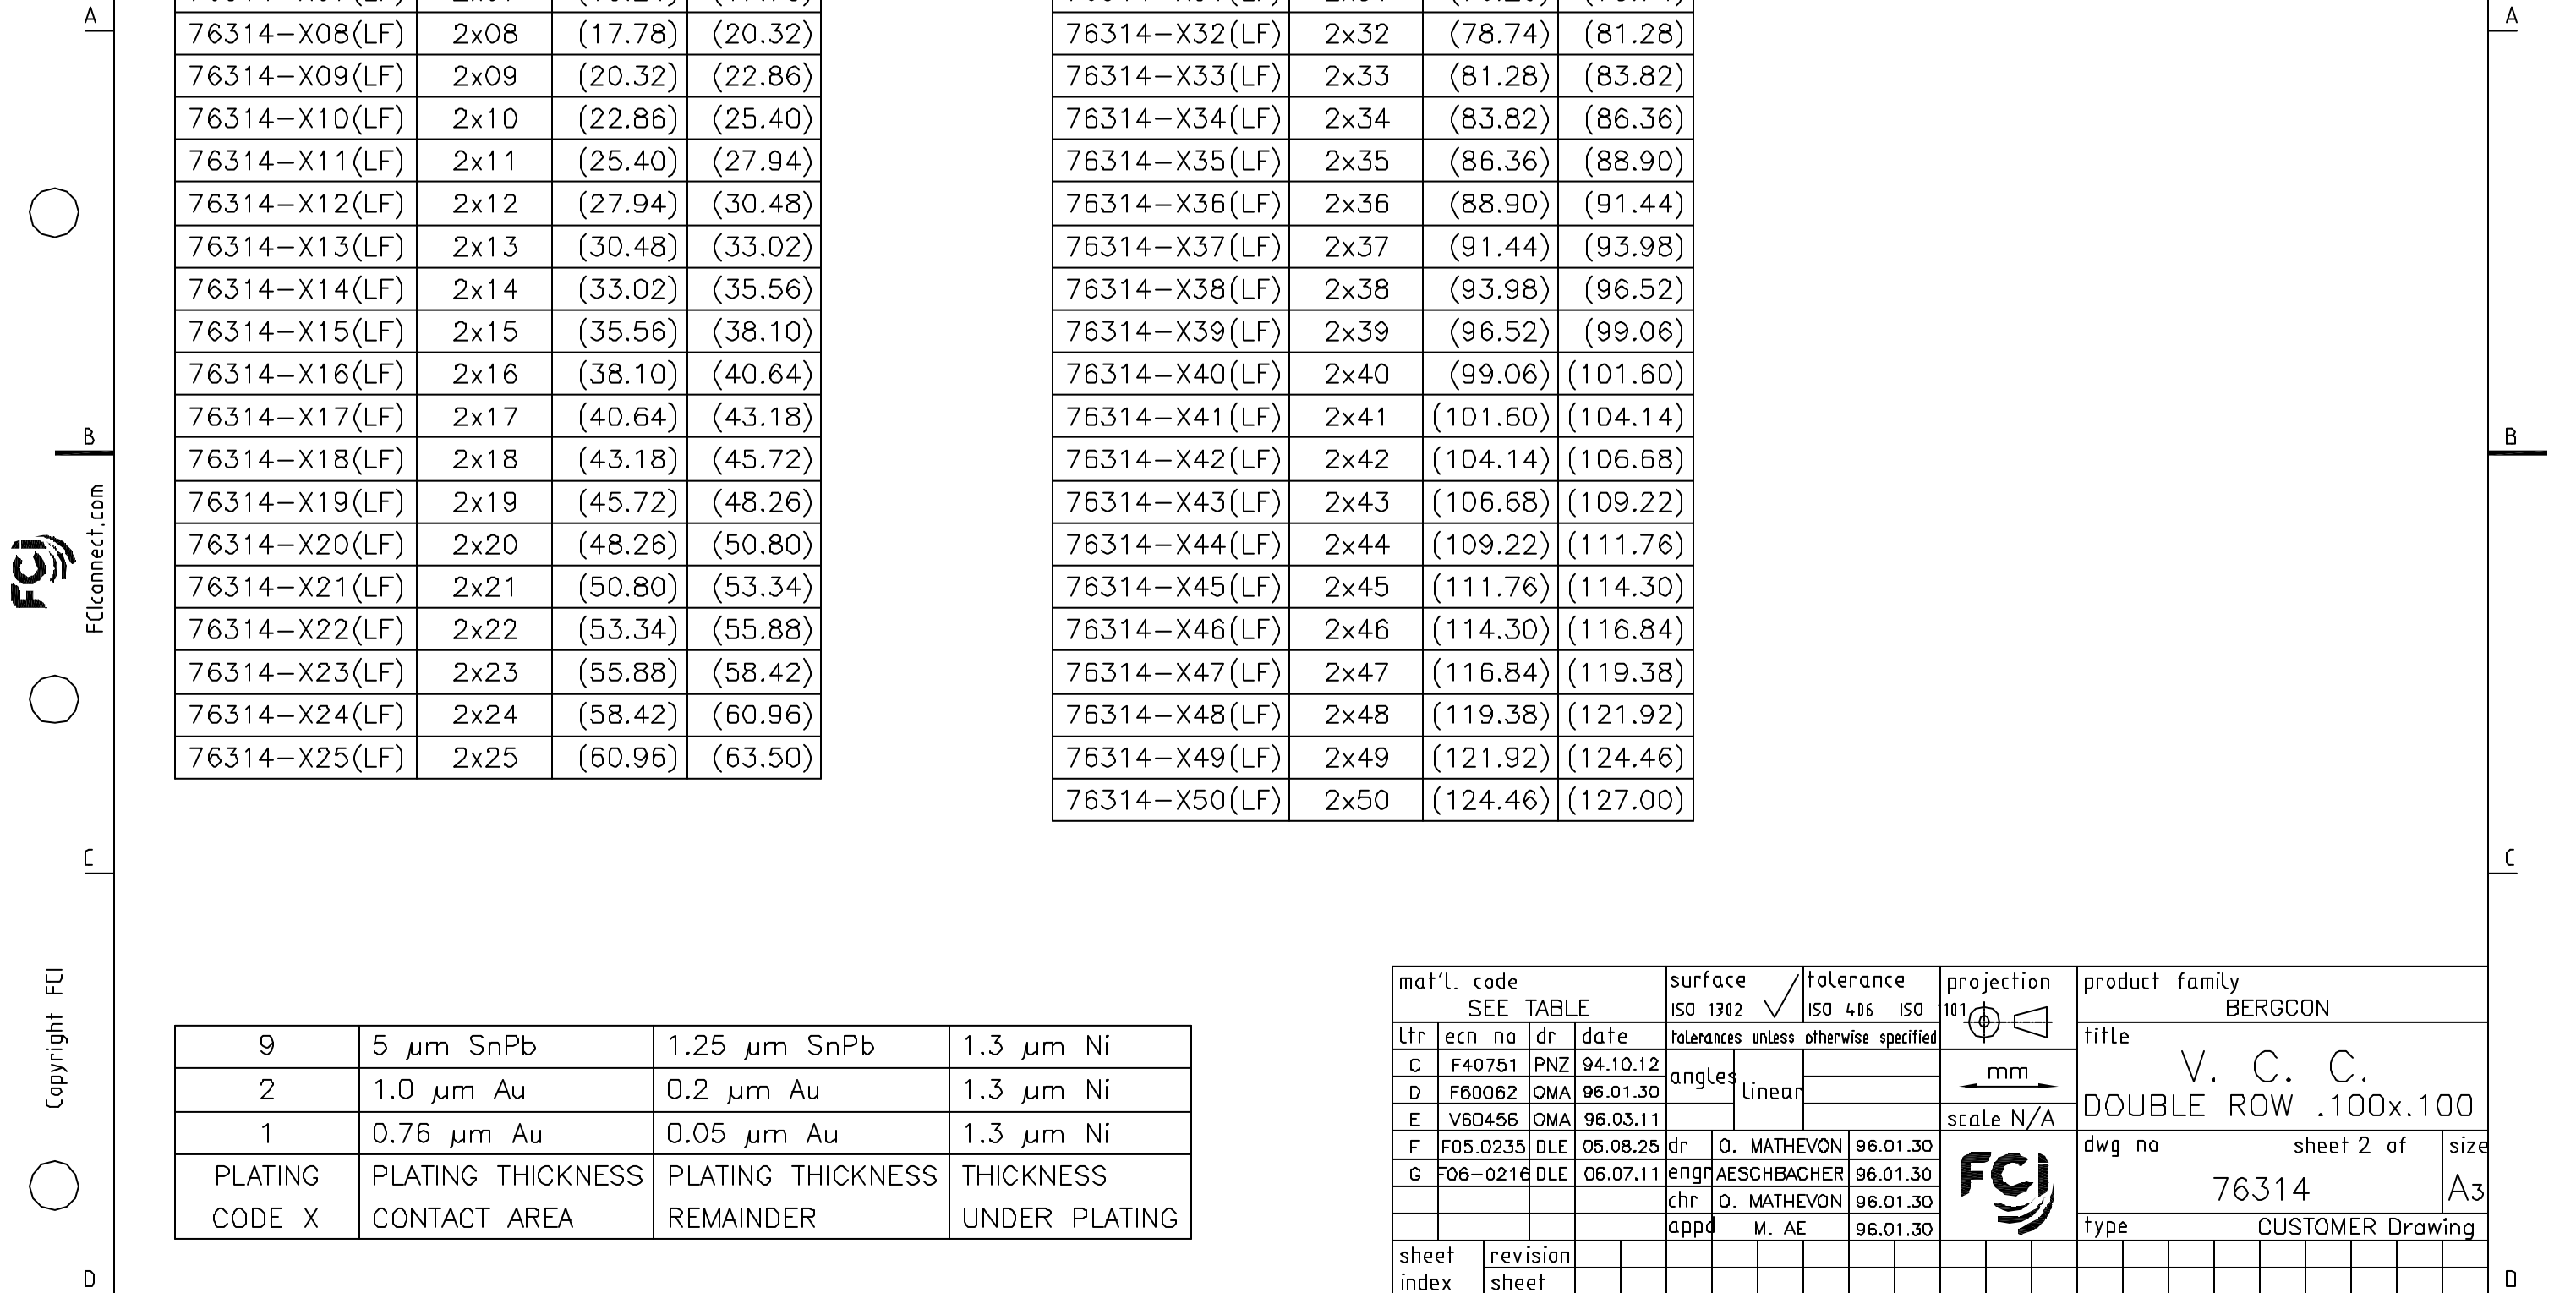 A
A
76314-X08(LF) 2x08 (17.78) (20.32)
76314-X09(LF) 2x09 (20.32) (22.86)
76314-X10(LF) 2x10 (22.86) (25.40)
76314-X11(LF) 2x11 (25.40) (27.94)
76314-X12(LF) 2x12 (27.94) (30.48)
76314-X13(LF) 2x13 (30.48) (33.02)
76314-X14(LF) 2x14 (33.02) (35.56)
76314-X15(LF) 2x15 (35.56) (38.10)
76314-X16(LF) 2x16 (38.10) (40.64)
76314-X17(LF) 2x17 (40.64) (43.18)
76314-X18(LF) 2x18 (43.18) (45.72)
76314-X19(LF) 2x19 (45.72) (48.26)
76314-X20(LF) 2x20 (48.26) (50.80)
76314-X21(LF) 2x21 (50.80) (53.34)
76314-X22(LF) 2x22 (53.34) (55.88)
76314-X23(LF) 2x23 (55.88) (58.42)
76314-X24(LF) 2x24 (58.42) (60.96)
76314-X25(LF) 2x25 (60.96) (63.50)
76314-X32(LF) 2x32 (78.74) (81.28)
76314-X33(LF) 2x33 (81.28) (83.82)
76314-X34(LF) 2x34 (83.82) (86.36)
76314-X35(LF) 2x35 (86.36) (88.90)
76314-X36(LF) 2x36 (88.90) (91.44)
76314-X37(LF) 2x37 (91.44) (93.98)
76314-X38(LF) 2x38 (93.98) (96.52)
76314-X39(LF) 2x39 (96.52) (99.06)
76314-X40(LF) 2x40 (99.06) (101.60)
76314-X41(LF) 2x41 (101.60) (104.14)
76314-X42(LF) 2x42 (104.14) (106.68)
76314-X43(LF) 2x43 (106.68) (109.22)
76314-X44(LF) 2x44 (109.22) (111.76)
76314-X45(LF) 2x45 (111.76) (114.30)
76314-X46(LF) 2x46 (114.30) (116.84)
76314-X47(LF) 2x47 (116.84) (119.38)
76314-X48(LF) 2x48 (119.38) (121.92)
76314-X49(LF) 2x49 (121.92) (124.46)
76314-X50(LF) 2x50 (124.46) (127.00)
B
B
FCI
FCIconnect.com
C
C
Copyright FCI
9 5 µm SnPb 1.25 µm SnPb 1.3 µm Ni
2 1.0 µm Au 0.2 µm Au 1.3 µm Ni
1 0.76 µm Au 0.05 µm Au 1.3 µm Ni
PLATING PLATING THICKNESS PLATING THICKNESS THICKNESS
CODE X CONTACT AREA REMAINDER UNDER PLATING
mat'l. code surface tolerance projection product family
SEE TABLE ISO 1302 ISO 406 ISO 1101 BERGCON
ltr ecn no dr date tolerances unless otherwise specified title
C F40751 PNZ 94.10.12 angles linear mm V. C. C.
D F60062 OMA 96.01.30 DOUBLE ROW .100x.100
E V60456 OMA 96.03.11 scale N/A
F F05.0235 DLE 05.08.25 dr O. MATHEVON 96.01.30 dwg no sheet 2 of size
G F06-0216 DLE 06.07.11 engr AESCHBACHER 96.01.30 FCI 76314 A3
chr O. MATHEVON 96.01.30
appd M. AE 96.01.30 type CUSTOMER Drawing
sheet revision
index sheet
D
D